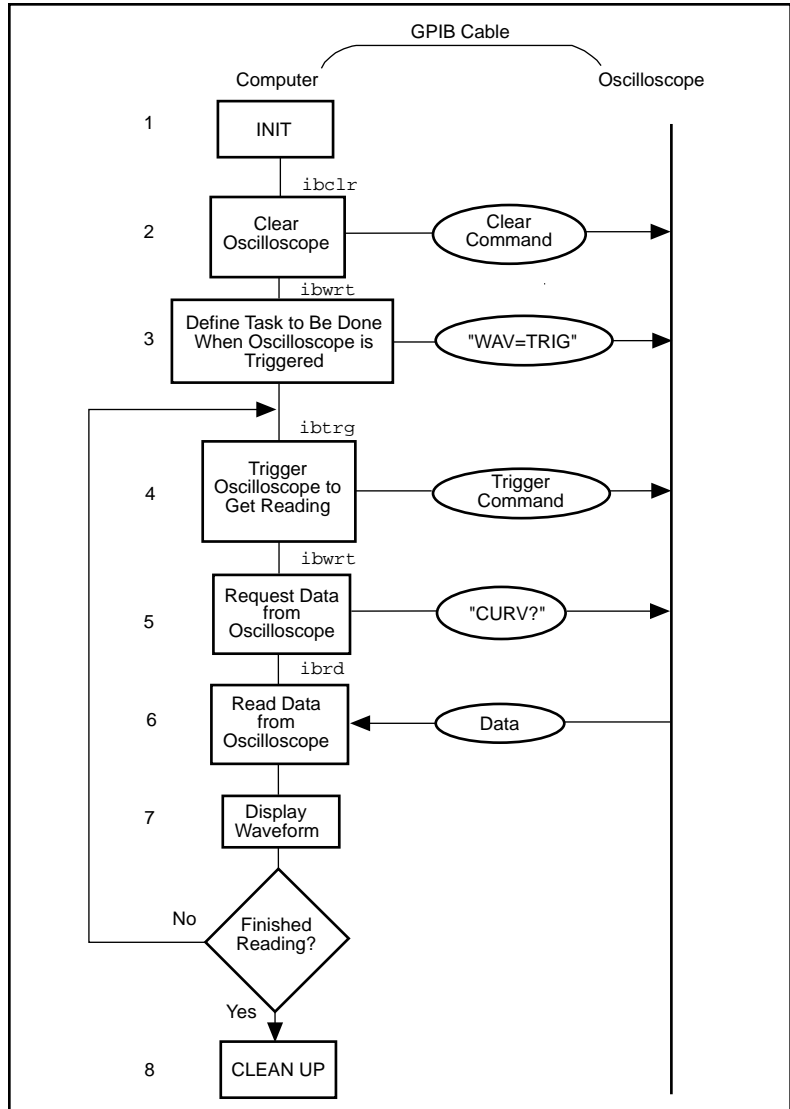 GPIB Cable
Computer
Oscilloscope
1
INIT
ibclr
2
Clear
Oscilloscope
Clear
Command
ibwrt
3
Define Task to Be Done
When Oscilloscope is
Triggered
"WAV=TRIG"
ibtrg
4
Trigger
Oscilloscope to
Get Reading
Trigger
Command
ibwrt
5
Request Data
from
Oscilloscope
"CURV?"
ibrd
6
Read Data
from
Oscilloscope
Data
7
Display
Waveform
No
Finished
Reading?
Yes
8
CLEAN UP